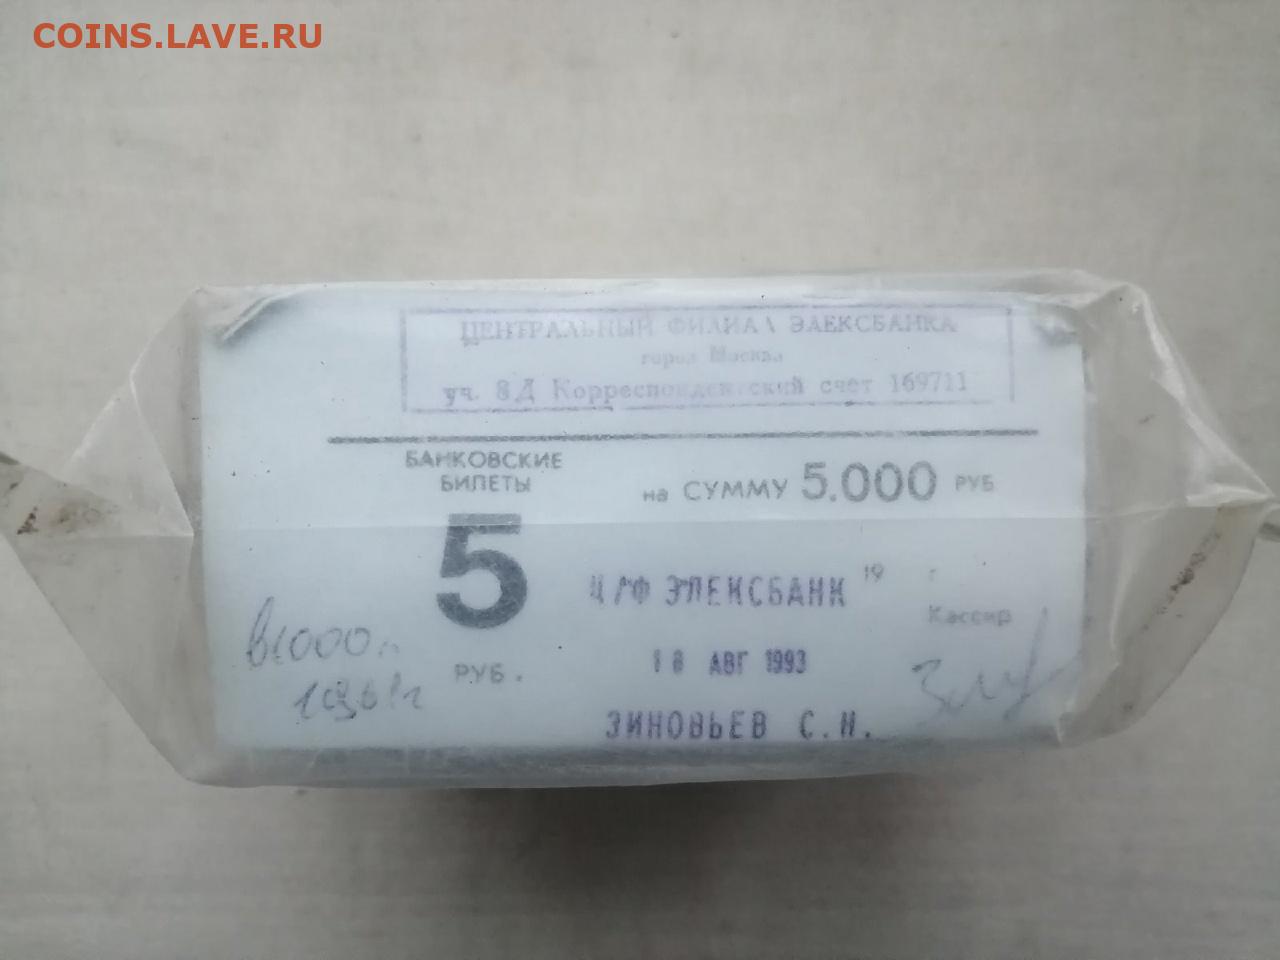 COINS.LAVE.RU
ЦЕНТРАЛЬНЫЙ ФИЛИАЛ ЭЛЕКСБАНКА
город Москва
уч. 8Д Корреспондентский счет 169711
БАНКОВСКИЕ
БИЛЕТЫ
на СУММУ 5.000 РУБ
5
РУБ.
Ц/Ф ЭЛЕКСБАНК 19 г
Кассир
18 АВГ 1993
ЗИНОВЬЕВ С.Н.
1961г